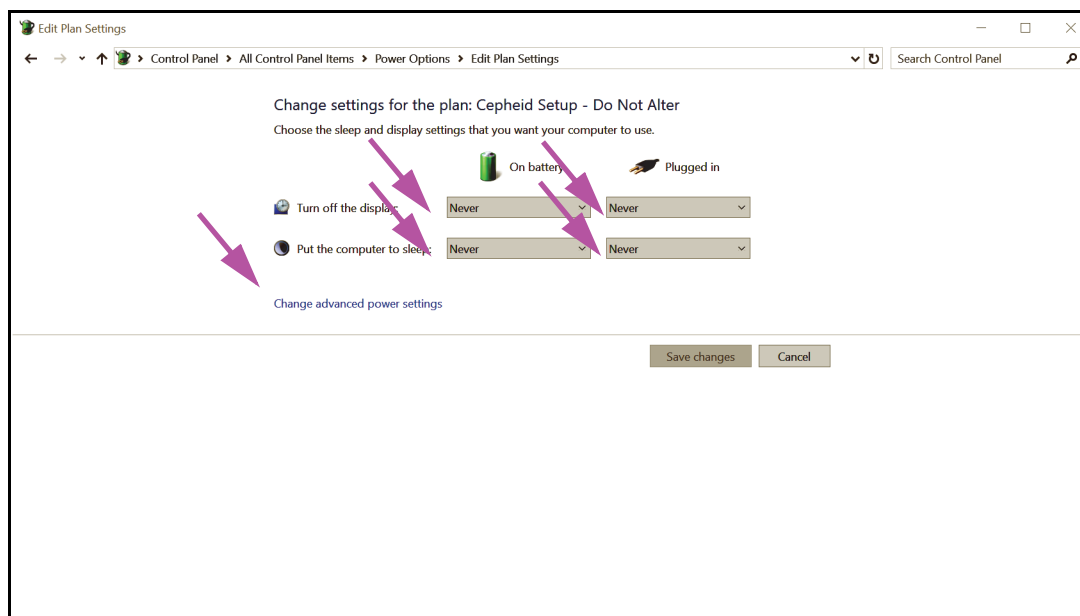 Edit Plan Settings
Control Panel > All Control Panel Items > Power Options > Edit Plan Settings
Search Control Panel
Change settings for the plan: Cepheid Setup - Do Not Alter
Choose the sleep and display settings that you want your computer to use.
On battery
Plugged in
Turn off the display: Never Never
Put the computer to sleep: Never Never
Change advanced power settings
Save changes Cancel